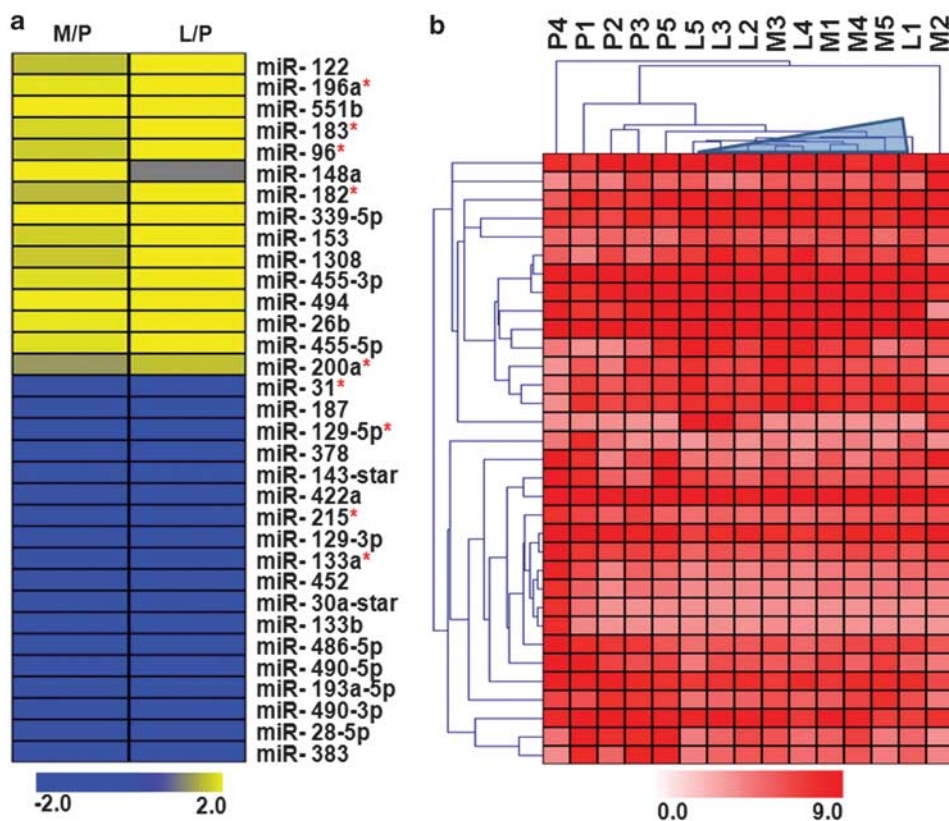 a
M/P L/P
miR-122
miR-196a*
miR-551b
miR-183*
miR-96*
miR-148a
miR-182*
miR-339-5p
miR-153
miR-1308
miR-455-3p
miR-494
miR-26b
miR-455-5p
miR-200a*
miR-31*
miR-187
miR-129-5p*
miR-378
miR-143-star
miR-422a
miR-215*
miR-129-3p
miR-133a*
miR-452
miR-30a-star
miR-133b
miR-486-5p
miR-490-5p
miR-193a-5p
miR-490-3p
miR-28-5p
miR-383
-2.0 2.0
b
P4 P1 P2 P3 P5 L5 L3 L2 M3 L4 M1 M4 M5 L1 M2
0.0 9.0